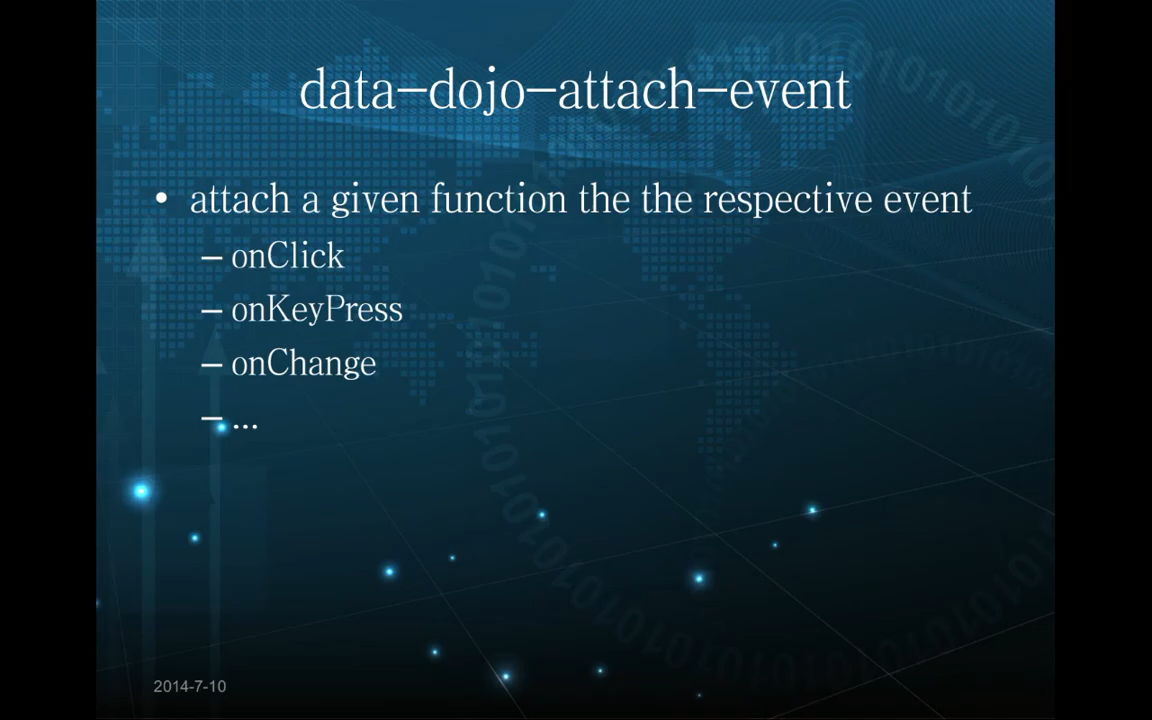 data-dojo-attach-event
• attach a given function the the respective event
– onClick
– onKeyPress
– onChange
– ...
2014-7-10